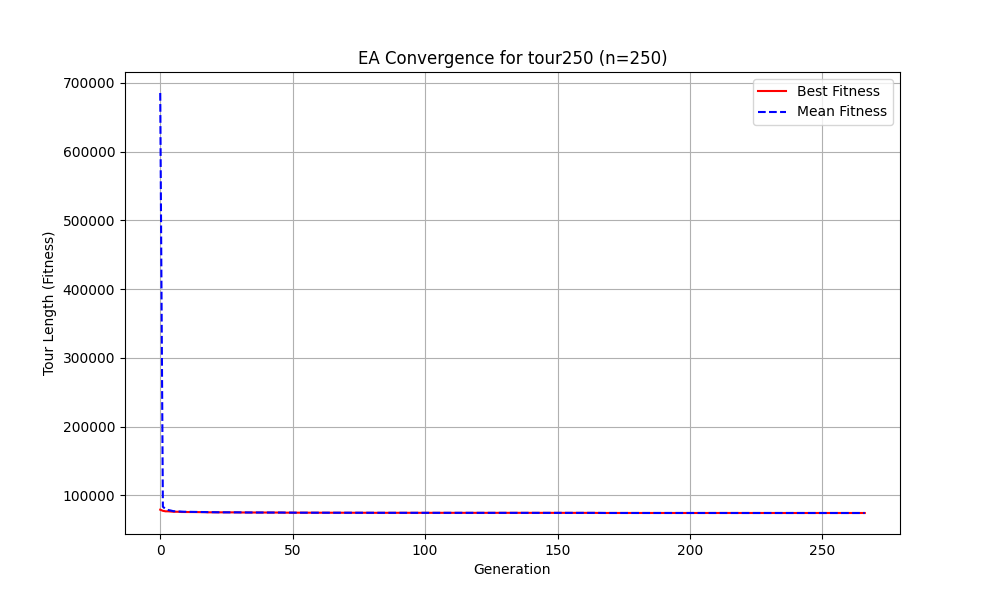 EA Convergence for tour250 (n=250)
700000
600000
500000
400000
300000
200000
100000
Tour Length (Fitness)
Best Fitness
Mean Fitness
0
50
100
150
200
250
Generation